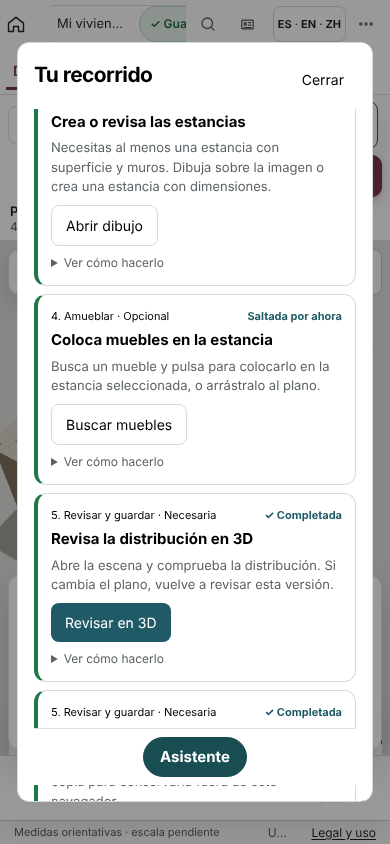 Mi vivien...
✓ Gua
ES · EN · ZH
Tu recorrido
Cerrar
Crea o revisa las estancias
Necesitas al menos una estancia con
superficie y muros. Dibuja sobre la imagen o
crea una estancia con dimensiones.
Abrir dibujo
▶ Ver cómo hacerlo
4. Amueblar · Opcional
Saltada por ahora
Coloca muebles en la estancia
Busca un mueble y pulsa para colocarlo en la
estancia seleccionada, o arrástralo al plano.
Buscar muebles
▶ Ver cómo hacerlo
5. Revisar y guardar · Necesaria
✓ Completada
Revisa la distribución en 3D
Abre la escena y comprueba la distribución. Si
cambia el plano, vuelve a revisar esta versión.
Revisar en 3D
▶ Ver cómo hacerlo
5. Revisar y guardar · Necesaria
✓ Completada
Asistente
Medidas orientativas · escala pendiente
U...
Legal y uso